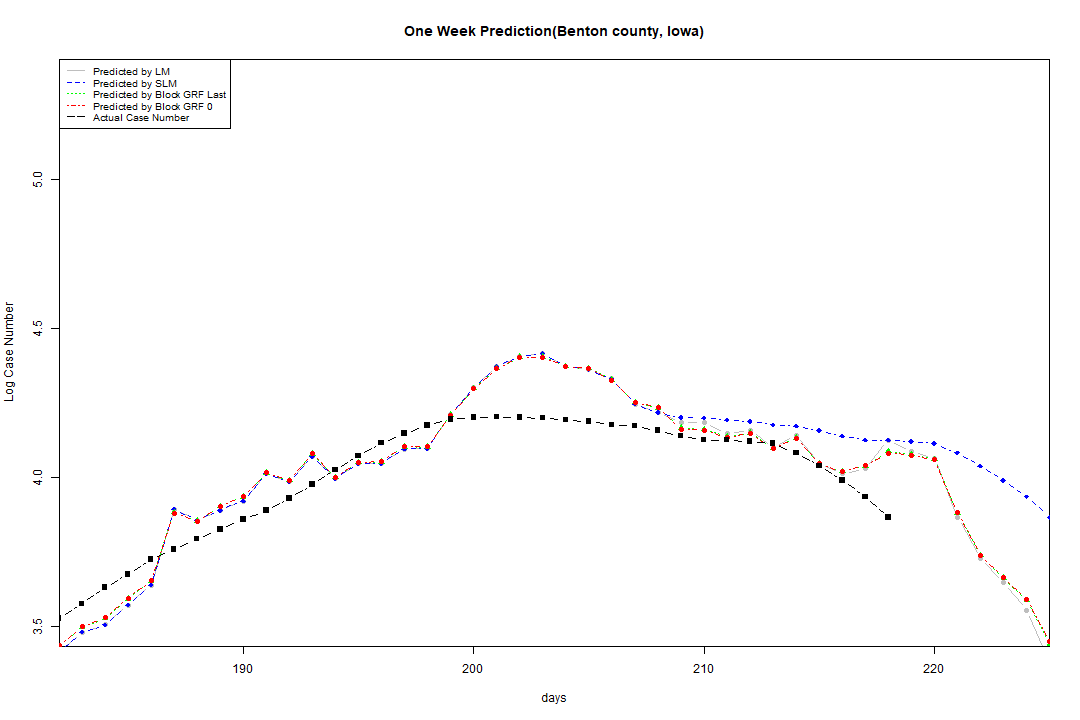 One Week Prediction(Benton county, Iowa)
Predicted by LM
Predicted by SLM
Predicted by Block GRF Last
Predicted by Block GRF 0
Actual Case Number
5.0
4.5
4.0
3.5
Log Case Number
190 200 210 220
days